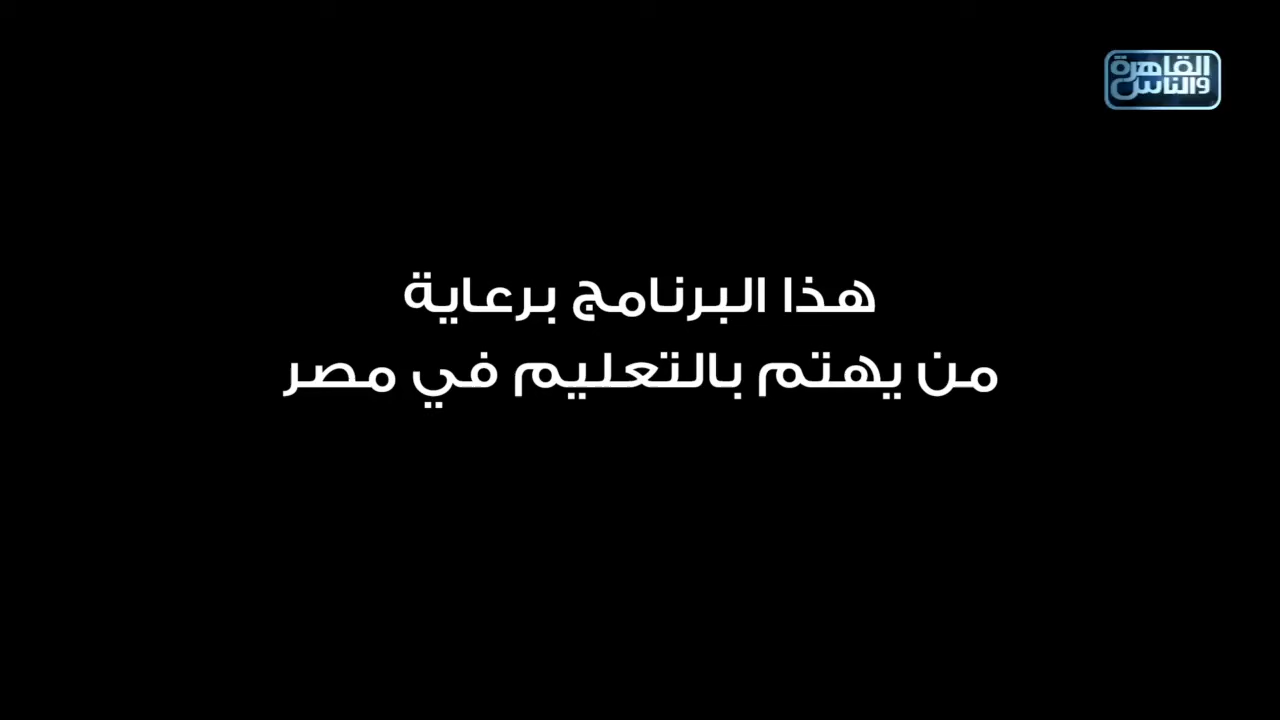 القاهرة
والناس
هذا البرنامج برعاية
من يهتم بالتعليم في مصر